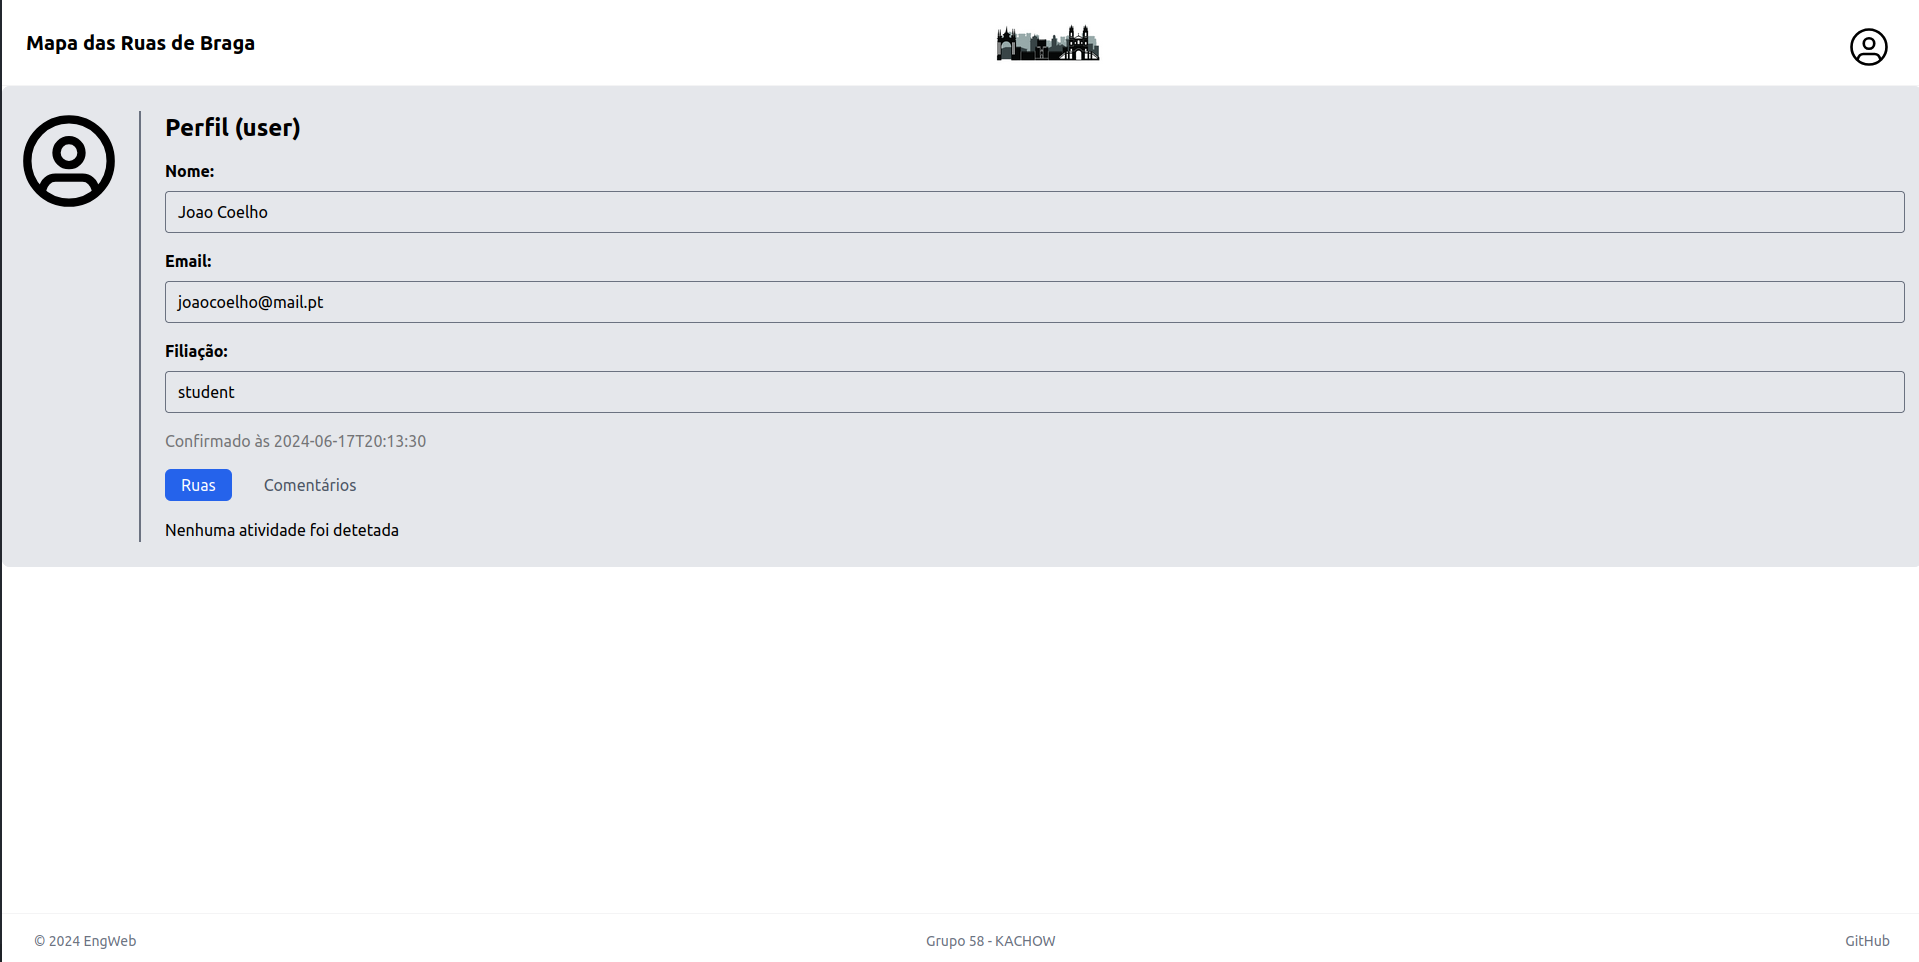 Mapa das Ruas de Braga
Perfil (user)
Nome:
Joao Coelho
Email:
joaocoelho@mail.pt
Filiação:
student
Confirmado às 2024-06-17T20:13:30
Ruas Comentários
Nenhuma atividade foi detetada
© 2024 EngWeb Grupo 58 - KACHOW GitHub